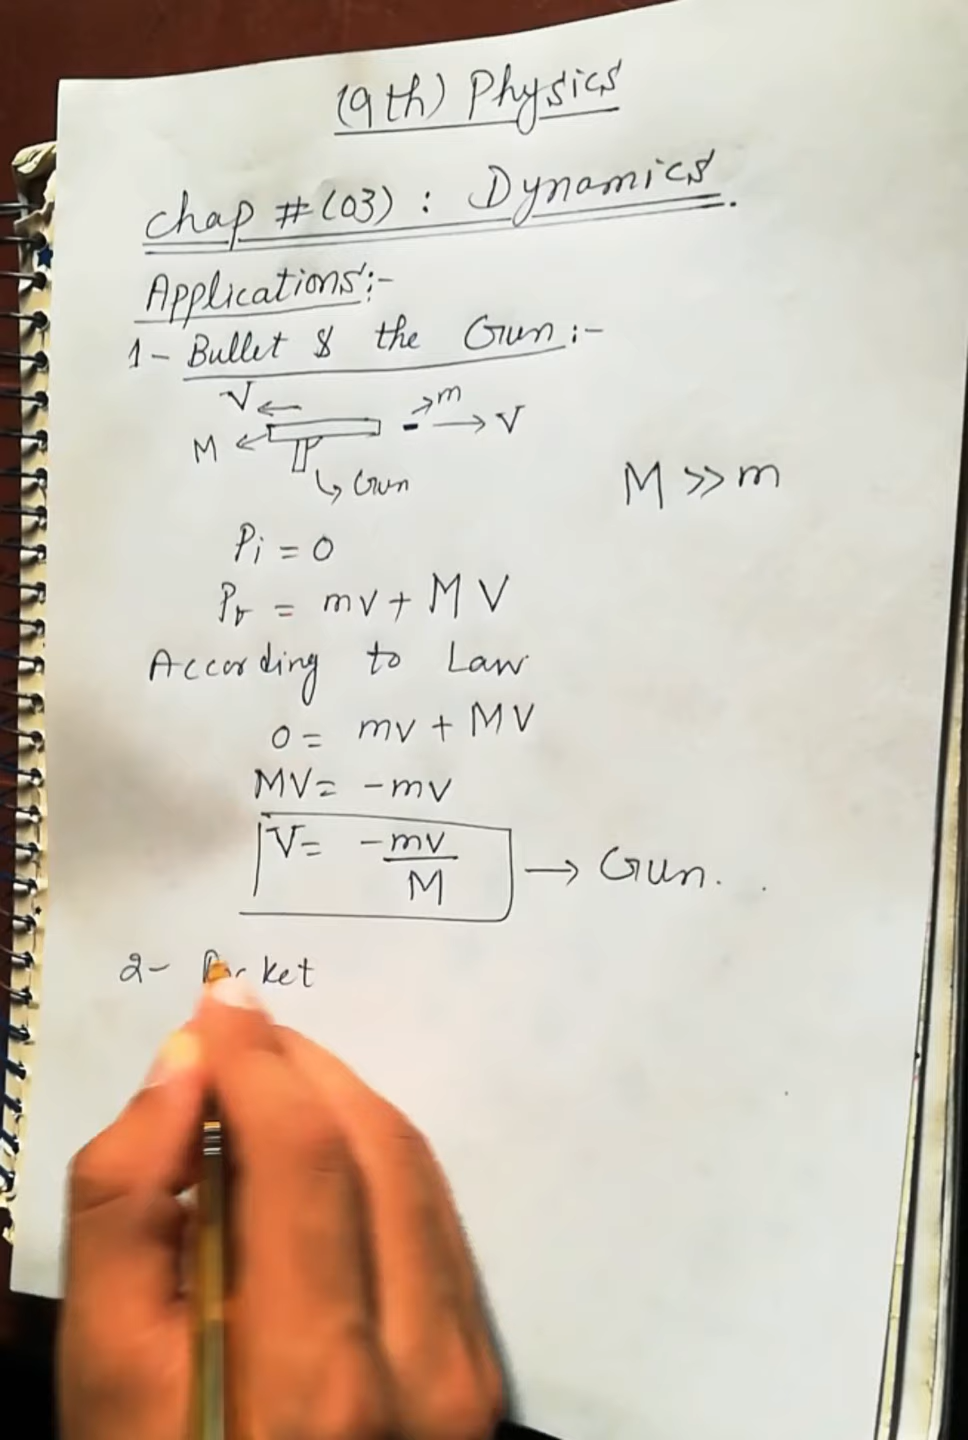 (9th) Physics
Chap # (03) : Dynamics.
Applications:-
1- Bullet & the Gun :-
V ← → m
M → V
↳ Gun
M >> m
Pi = 0
Pf = mv + MV
According to Law
0 = mv + MV
MV = -mv
V = -mv/M → Gun.
2- Rocket